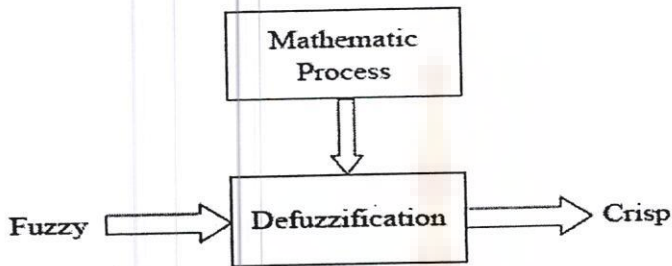 Mathematic
Process
Fuzzy
Defuzzification
Crisp